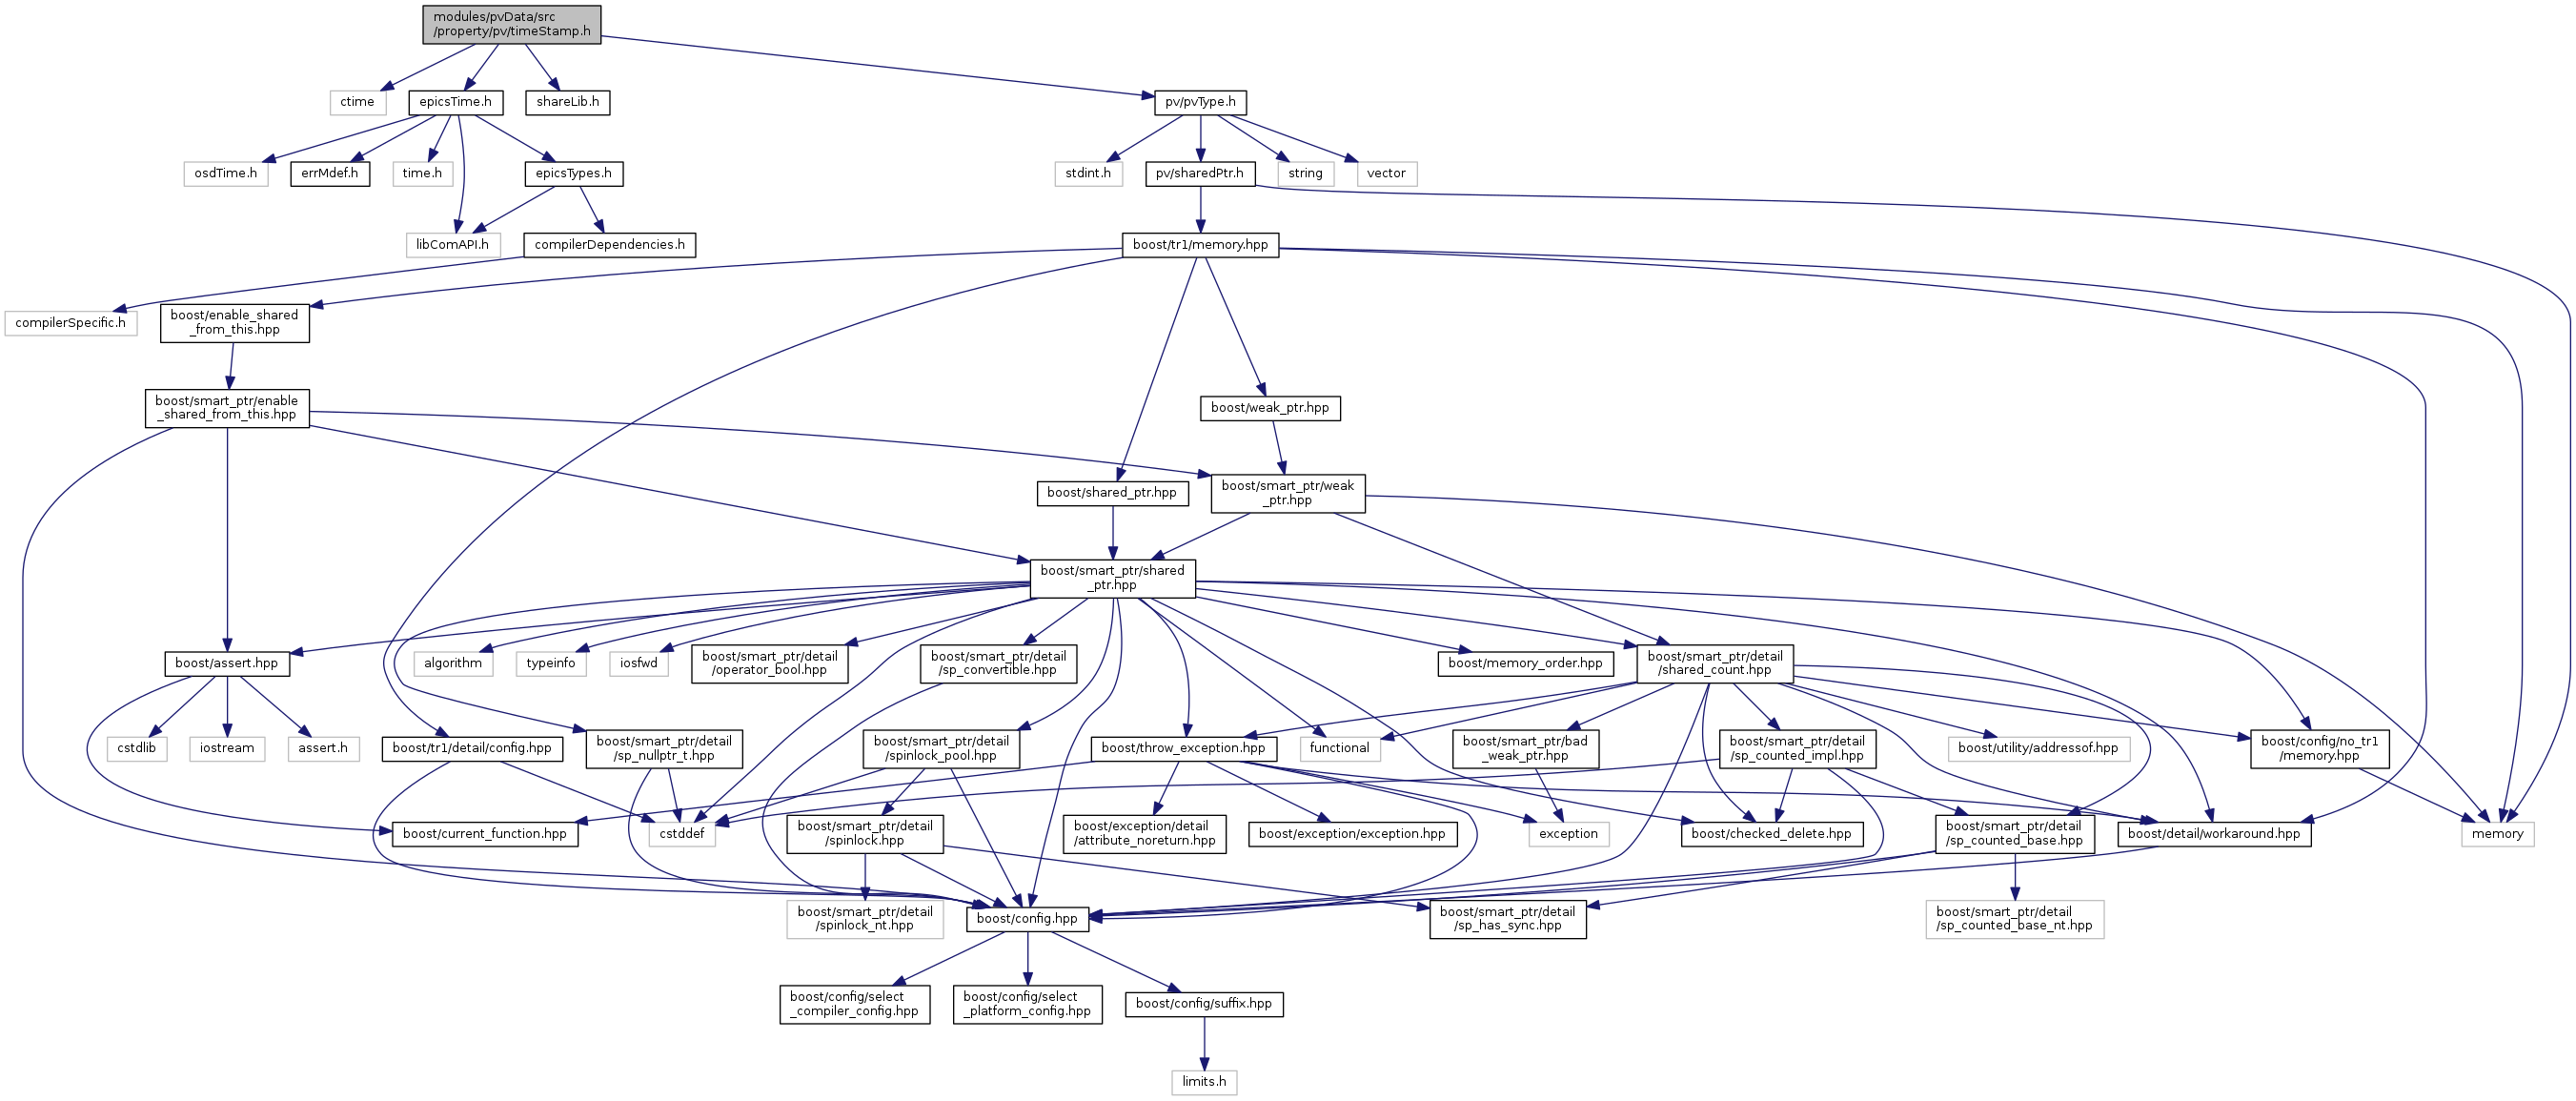 modules/pvData/src
/property/pv/timeStamp.h
ctime
epicsTime.h
shareLib.h
pv/pvType.h
osdTime.h
errMdef.h
time.h
epicsTypes.h
stdint.h
pv/sharedPtr.h
string
vector
libComAPI.h
compilerDependencies.h
boost/tr1/memory.hpp
compilerSpecific.h
boost/enable_shared
_from_this.hpp
boost/smart_ptr/enable
_shared_from_this.hpp
boost/weak_ptr.hpp
boost/shared_ptr.hpp
boost/smart_ptr/weak
_ptr.hpp
boost/smart_ptr/shared
_ptr.hpp
boost/assert.hpp
algorithm
typeinfo
iosfwd
boost/smart_ptr/detail
/operator_bool.hpp
boost/smart_ptr/detail
/sp_convertible.hpp
boost/memory_order.hpp
boost/smart_ptr/detail
/shared_count.hpp
cstdlib
iostream
assert.h
boost/tr1/detail/config.hpp
boost/smart_ptr/detail
/sp_nullptr_t.hpp
boost/smart_ptr/detail
/spinlock_pool.hpp
boost/throw_exception.hpp
functional
boost/smart_ptr/bad
_weak_ptr.hpp
boost/smart_ptr/detail
/sp_counted_impl.hpp
boost/utility/addressof.hpp
boost/config/no_tr1
/memory.hpp
boost/current_function.hpp
cstddef
boost/smart_ptr/detail
/spinlock.hpp
boost/exception/detail
/attribute_noreturn.hpp
boost/exception/exception.hpp
exception
boost/checked_delete.hpp
boost/smart_ptr/detail
/sp_counted_base.hpp
boost/detail/workaround.hpp
memory
boost/smart_ptr/detail
/spinlock_nt.hpp
boost/config.hpp
boost/smart_ptr/detail
/sp_has_sync.hpp
boost/smart_ptr/detail
/sp_counted_base_nt.hpp
boost/config/select
_compiler_config.hpp
boost/config/select
_platform_config.hpp
boost/config/suffix.hpp
limits.h